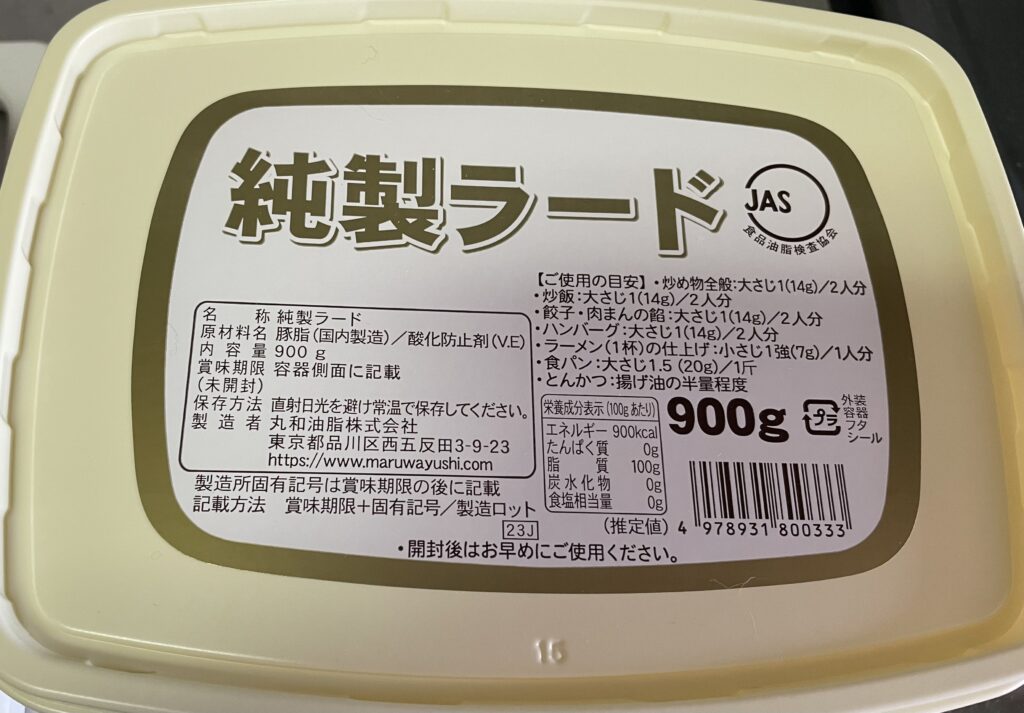 純製ラード
JAS
食品油脂検査協会
【ご使用の目安】・炒め物全般:大さじ1(14g)/2人分
・炒飯:大さじ1(14g)/2人分
・餃子・肉まんの餡:大さじ1(14g)/2人分
・ハンバーグ:大さじ1(14g)/2人分
・ラーメン(1杯)の仕上げ:小さじ1強(7g)/1人分
・食パン:大さじ1.5(20g)/1斤
・とんかつ:揚げ油の半量程度
名称 純製ラード
原材料名 豚脂(国内製造)/酸化防止剤(V.E)
内容量 900g
賞味期限 容器側面に記載
(未開封)
保存方法 直射日光を避け常温で保存してください。
製造者 丸和油脂株式会社
東京都品川区西五反田3-9-23
https://www.maruwayushi.com
製造所固有記号は賞味期限の後に記載
記載方法 賞味期限+固有記号/製造ロット
23J
・開封後はお早めにご使用ください。
栄養成分表示(100gあたり)
エネルギー 900kcal
たんぱく質 0g
脂質 100g
炭水化物 0g
食塩相当量 0g
(推定値)
900g
プラ
外装
容器
フタ
シール
4 978931 800333
16